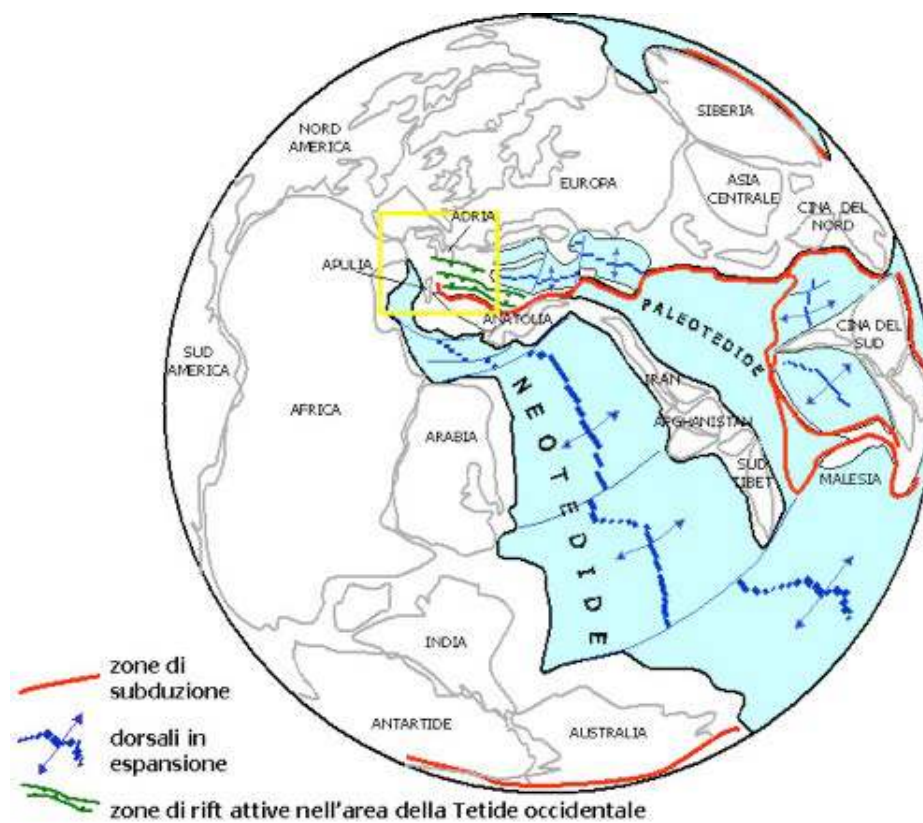 SIBERIA
NORD
AMERICA
EUROPA
ASIA
CENTRALE
CINA DEL
NORD
ADRIA
APULIA
ANATOLIA
PALEOTEDIDE
CINA DEL
SUD
SUD
AMERICA
IRAN
AFGHANISTAN
AFRICA
ARABIA
SUD
TIBET
MALESIA
NEOTEDIDE
INDIA
ANTARTIDE
AUSTRALIA
zone di
subduzione
dorsali in
espansione
zone di rift attive nell'area della Tetide occidentale